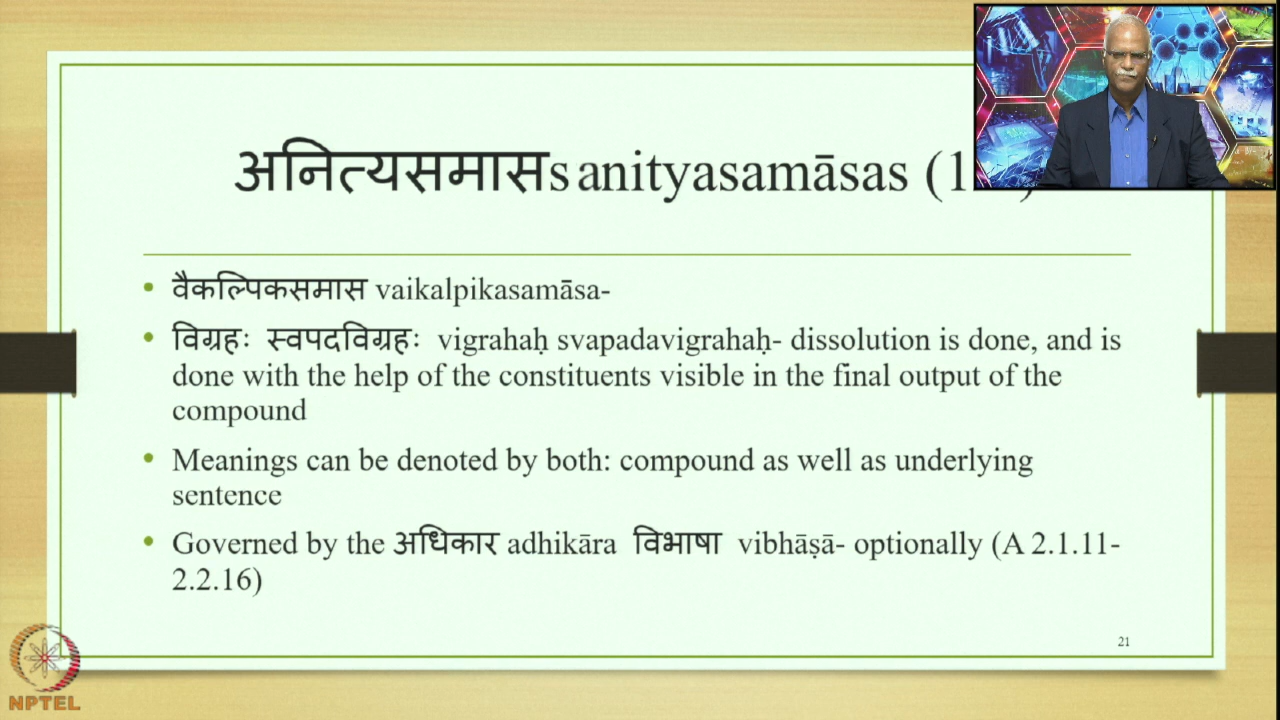 अनित्यसमासs anityasamāsas (1
• वैकल्पिकसमास vaikalpikasamāsa-
• विग्रहः स्वपदविग्रहः vigrahaḥ svapadavigrahaḥ- dissolution is done, and is
done with the help of the constituents visible in the final output of the
compound
• Meanings can be denoted by both: compound as well as underlying
sentence
• Governed by the अधिकार adhikāra विभाषा vibhāṣā- optionally (A 2.1.11-
2.2.16)
21
NPTEL